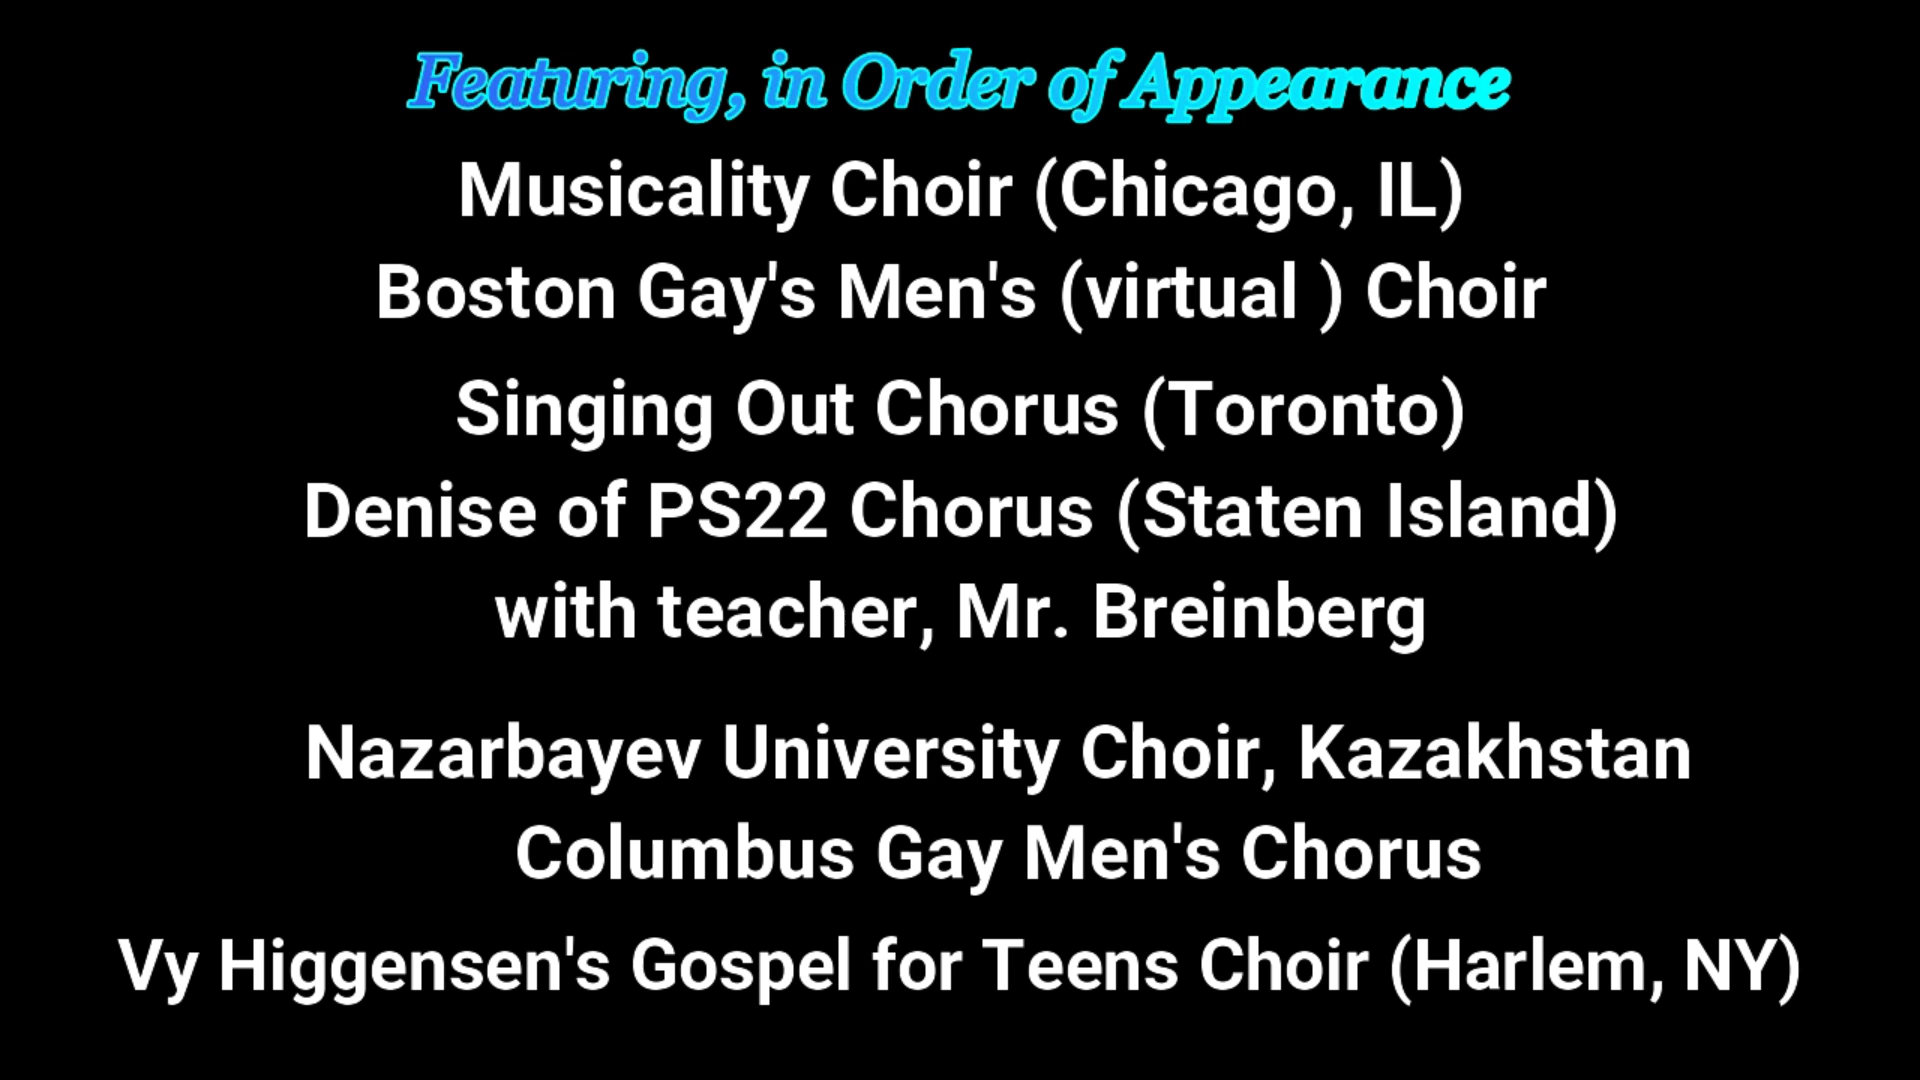 Featuring, in Order of Appearance
Musicality Choir (Chicago, IL)
Boston Gay's Men's (virtual ) Choir
Singing Out Chorus (Toronto)
Denise of PS22 Chorus (Staten Island)
with teacher, Mr. Breinberg
Nazarbayev University Choir, Kazakhstan
Columbus Gay Men's Chorus
Vy Higgensen's Gospel for Teens Choir (Harlem, NY)